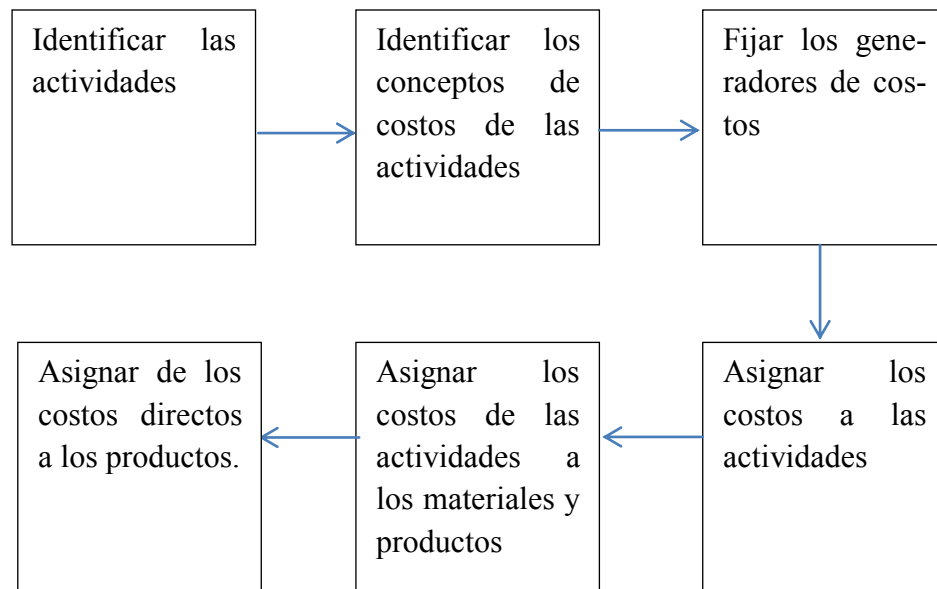 Identificar las
actividades
Identificar los
conceptos de
costos de las
actividades
Fijar los gene-
radores de cos-
tos
Asignar los
costos a las
actividades
Asignar los
costos de las
actividades a
los materiales y
productos
Asignar de los
costos directos
a los productos.